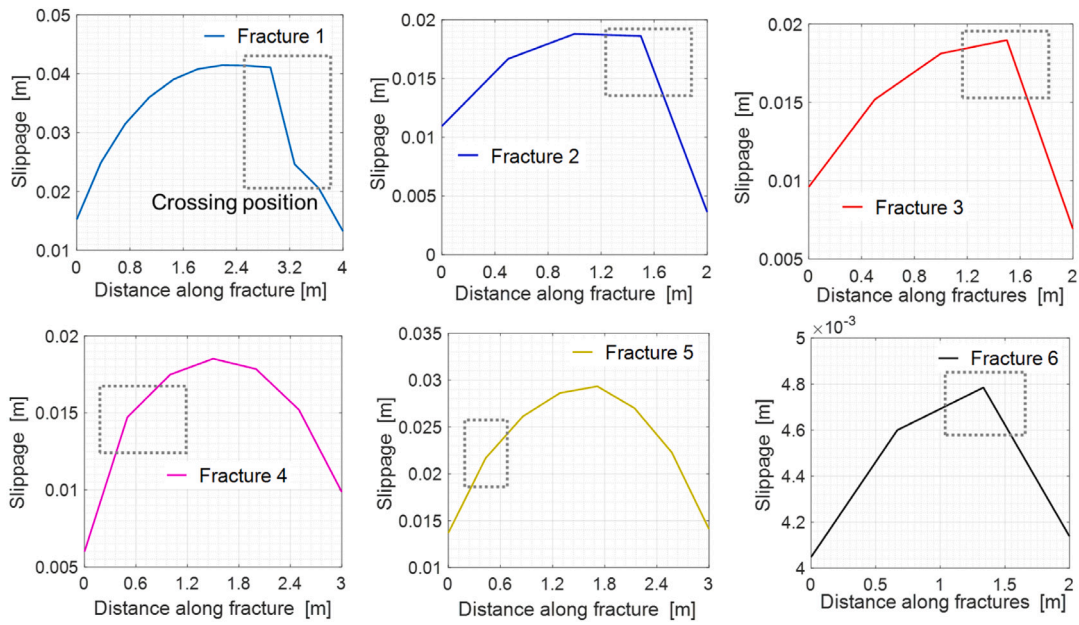 0.05
0.04
0.03
0.02
0.01
Slippage [m]
Fracture 1
Crossing position
0 0.8 1.6 2.4 3.2 4
Distance along fracture [m]
0.02
0.015
0.01
0.005
0
Slippage [m]
Fracture 2
0 0.4 0.8 1.2 1.6 2
Distance along fracture [m]
0.02
0.015
0.01
0.005
Slippage [m]
Fracture 3
0 0.4 0.8 1.2 1.6 2
Distance along fractures [m]
0.02
0.015
0.01
0.005
Slippage [m]
Fracture 4
0 0.6 1.2 1.8 2.4 3
Distance along fracture [m]
0.035
0.03
0.025
0.02
0.015
0.01
Slippage [m]
Fracture 5
0 0.6 1.2 1.8 2.4 3
Distance along fracture [m]
×10⁻³
5
4.8
4.6
4.4
4.2
4
Slippage [m]
Fracture 6
0 0.5 1 1.5 2
Distance along fractures [m]